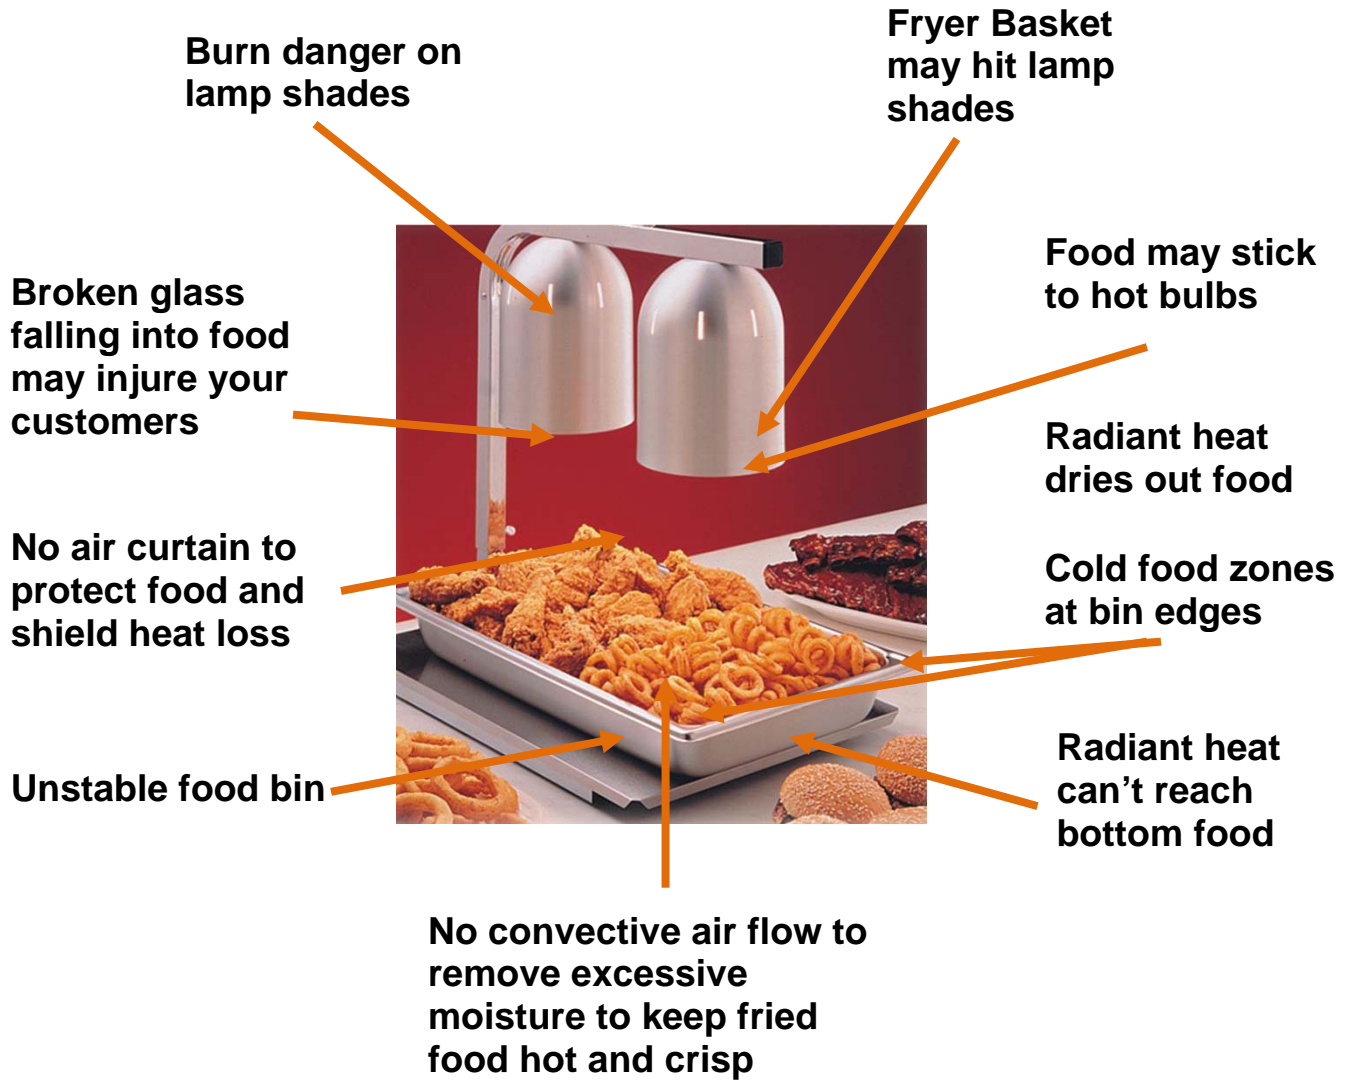 Burn danger on
lamp shades
Fryer Basket
may hit lamp
shades
Broken glass
falling into food
may injure your
customers
Food may stick
to hot bulbs
Radiant heat
dries out food
No air curtain to
protect food and
shield heat loss
Cold food zones
at bin edges
Unstable food bin
Radiant heat
can’t reach
bottom food
No convective air flow to
remove excessive
moisture to keep fried
food hot and crisp